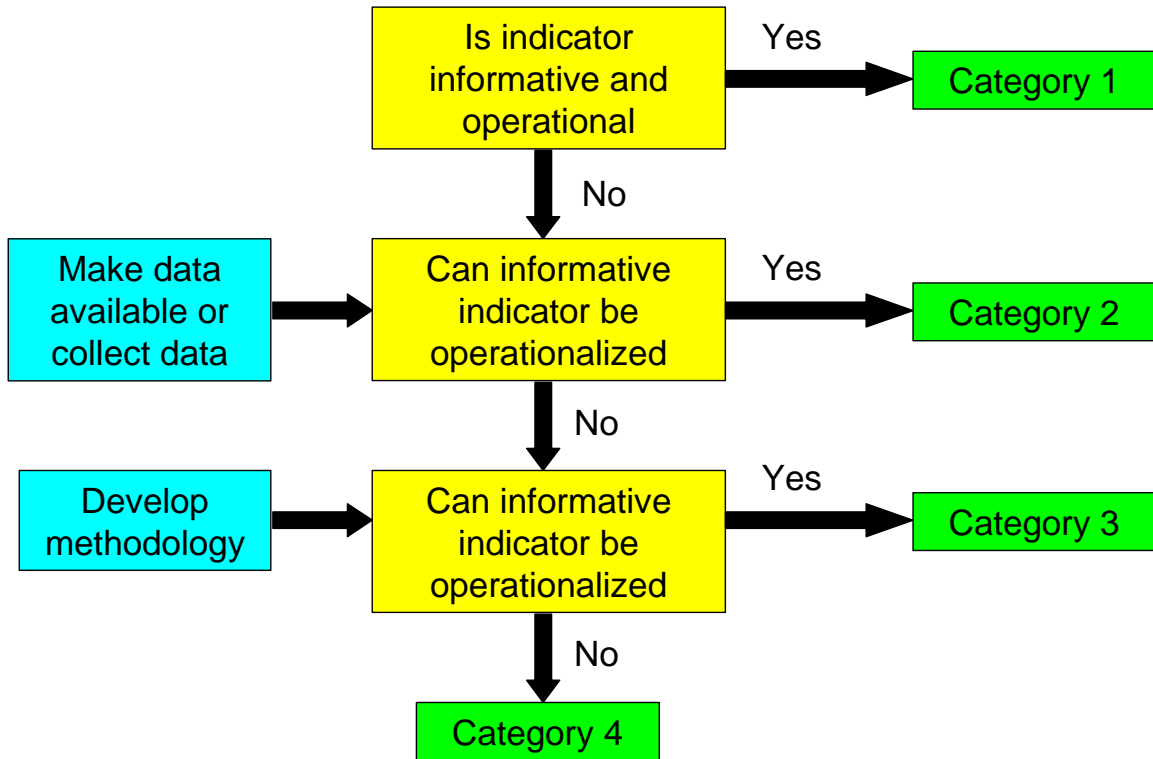 Is indicator
informative and
operational
Yes
Category 1
No
Make data
available or
collect data
Can informative
indicator be
operationalized
Yes
Category 2
No
Develop
methodology
Can informative
indicator be
operationalized
Yes
Category 3
No
Category 4